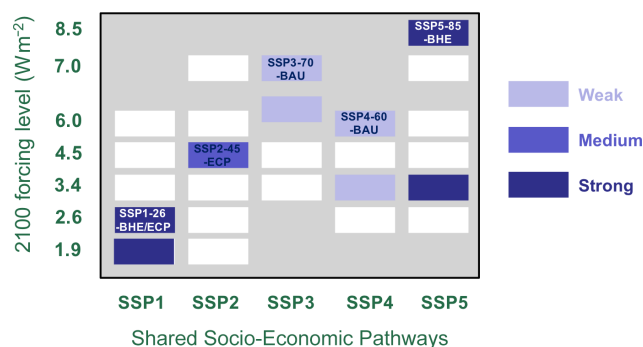 8.5
SSP5-85
-BHE
7.0
SSP3-70
-BAU
Weak
6.0
SSP4-60
-BAU
Medium
4.5
SSP2-45
-ECP
3.4
Strong
2.6
SSP1-26
-BHE/ECP
1.9
2100 forcing level (Wm−2)
SSP1 SSP2 SSP3 SSP4 SSP5
Shared Socio-Economic Pathways